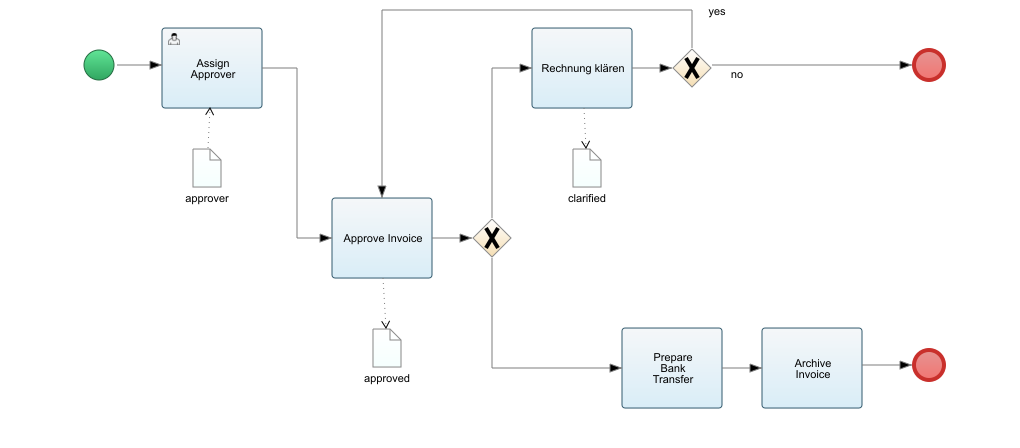 yes
Assign
Approver
Rechnung klären
no
approver
clarified
Approve Invoice
approved
Prepare
Bank
Transfer
Archive
Invoice